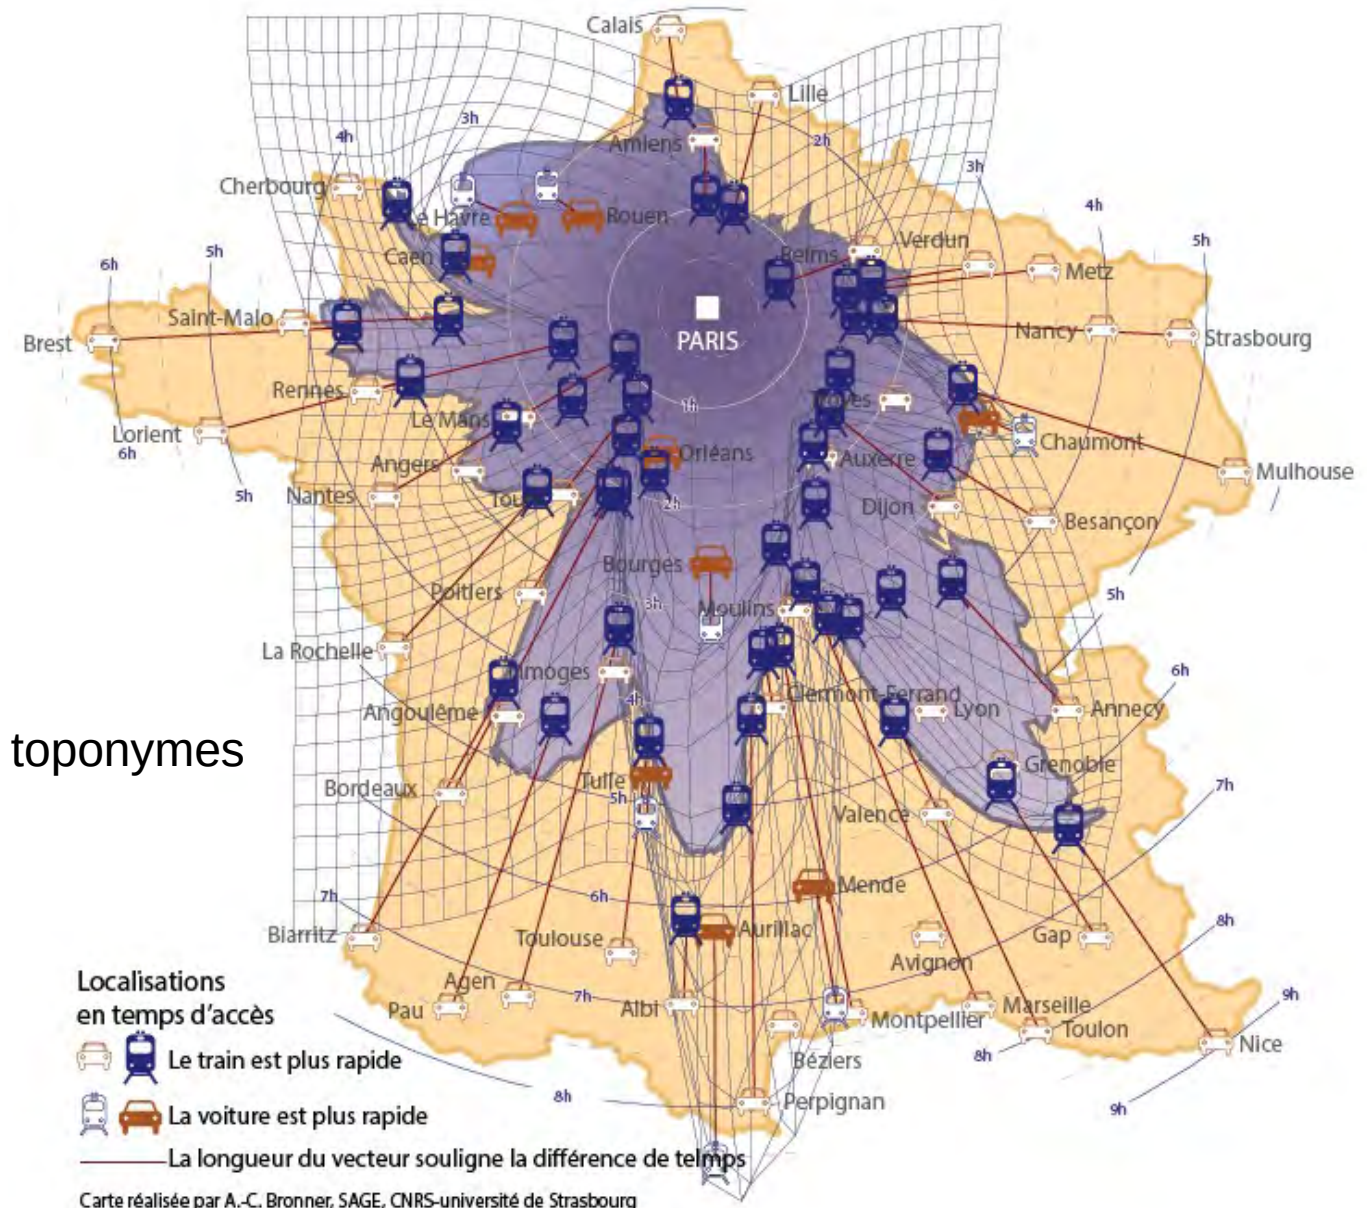 Calais
Lille
2h
3h
Amiens
3h
4h
Cherbourg
Le Havre
Rouen
4h
Verdun
Reims
5h
Caen
5h
6h
Metz
Saint-Malo
Nancy
Strasbourg
Brest
PARIS
Rennes
1h
Troyes
Le Mans
Lorient
6h
Chaumont
Orléans
Auxerre
Angers
Mulhouse
Nantes
5h
Tours
2h
Dijon
Besançon
Bourges
Poitiers
3h
Moulins
5h
La Rochelle
Limoges
6h
Clermont-Ferrand
4h
Angoulême
Lyon
Annecy
toponymes
Grenoble
Tulle
Bordeaux
5h
7h
Valence
Mende
7h
6h
8h
Biarritz
Toulouse
Aurillac
Gap
Avignon
Localisations
en temps d'accès
Agen
7h
9h
Pau
Albi
Marseille
Montpellier
Toulon
Nice
8h
Le train est plus rapide
Béziers
8h
Perpignan
9h
La voiture est plus rapide
La longueur du vecteur souligne la différence de telmps
Carte réalisée par A.-C. Bronner, SAGE, CNRS-université de Strasbourg